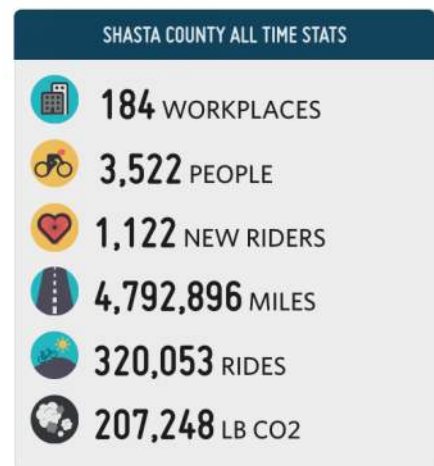 SHASTA COUNTY ALL TIME STATS
184 WORKPLACES
3,522 PEOPLE
1,122 NEW RIDERS
4,792,896 MILES
320,053 RIDES
207,248 LB CO2